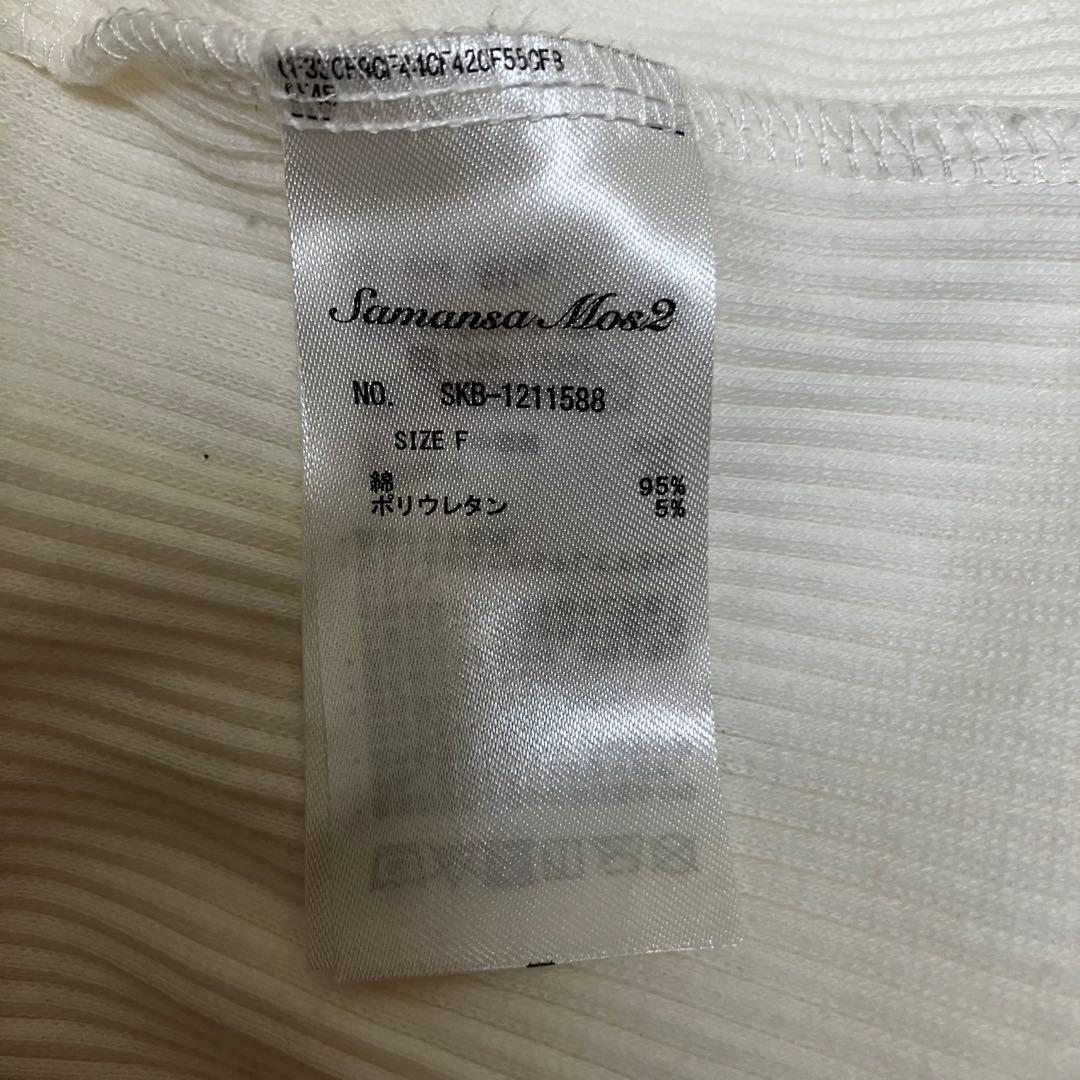 Samansa Mos2
NO. SKB-1211588
SIZE F
綿 95%
ポリウレタン 5%